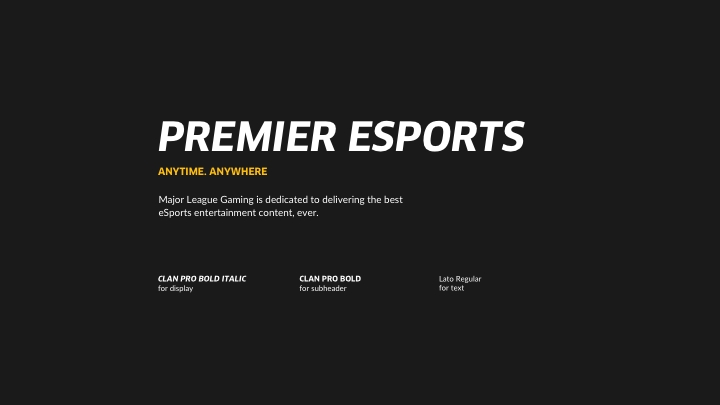 PREMIER ESPORTS
ANYTIME. ANYWHERE
Major League Gaming is dedicated to delivering the best
eSports entertainment content, ever.
CLAN PRO BOLD ITALIC
for display
CLAN PRO BOLD
for subheader
Lato Regular
for text